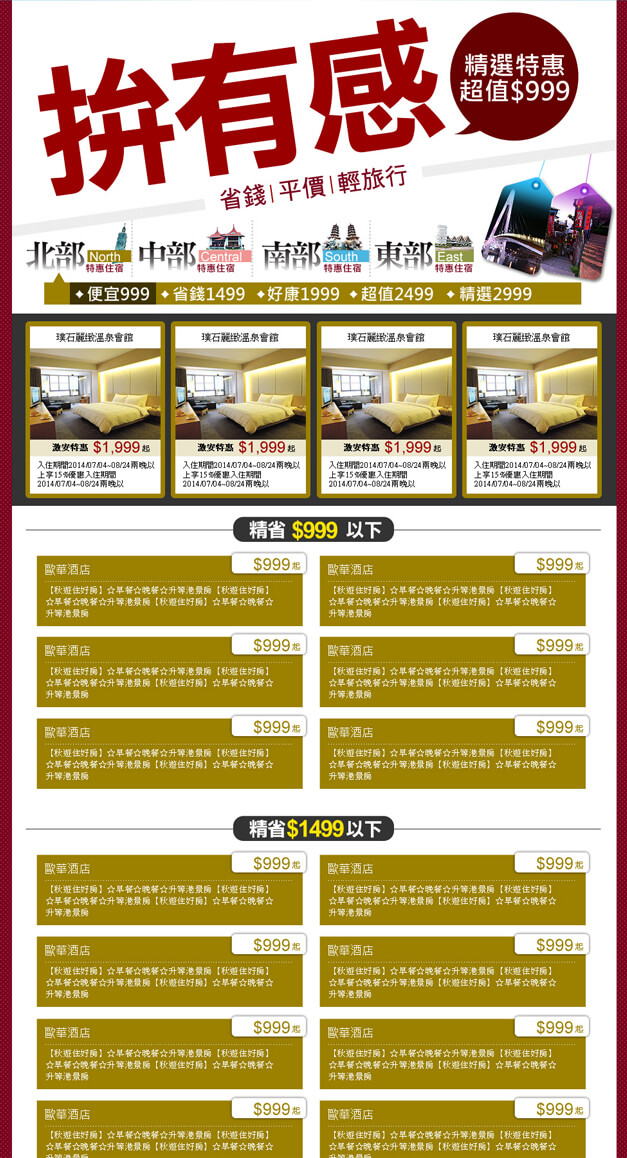 拚有感
精選特惠
超值$999
省錢|平價|輕旅行
北部 North 特惠住宿
中部 Central 特惠住宿
南部 South 特惠住宿
東部 East 特惠住宿
◆便宜999 ◆省錢1499 ◆好康1999 ◆超值2499 ◆精選2999
璞石麗緻溫泉會館
激安特惠 $1,999起
入住期間2014/07/04~08/24兩晚以
上享15%優惠入住期間
2014/07/04~08/24兩晚以
璞石麗緻溫泉會館
激安特惠 $1,999起
入住期間2014/07/04~08/24兩晚以
上享15%優惠入住期間
2014/07/04~08/24兩晚以
璞石麗緻溫泉會館
激安特惠 $1,999起
入住期間2014/07/04~08/24兩晚以
上享15%優惠入住期間
2014/07/04~08/24兩晚以
璞石麗緻溫泉會館
激安特惠 $1,999起
入住期間2014/07/04~08/24兩晚以
上享15%優惠入住期間
2014/07/04~08/24兩晚以
精省 $999 以下
歐華酒店 $999起
【秋遊住好房】☆早餐☆晚餐☆升等港景房【秋遊住好房】
☆早餐☆晚餐☆升等港景房【秋遊住好房】☆早餐☆晚餐☆
升等港景房
歐華酒店 $999起
【秋遊住好房】☆早餐☆晚餐☆升等港景房【秋遊住好房】
☆早餐☆晚餐☆升等港景房【秋遊住好房】☆早餐☆晚餐☆
升等港景房
歐華酒店 $999起
【秋遊住好房】☆早餐☆晚餐☆升等港景房【秋遊住好房】
☆早餐☆晚餐☆升等港景房【秋遊住好房】☆早餐☆晚餐☆
升等港景房
歐華酒店 $999起
【秋遊住好房】☆早餐☆晚餐☆升等港景房【秋遊住好房】
☆早餐☆晚餐☆升等港景房【秋遊住好房】☆早餐☆晚餐☆
升等港景房
歐華酒店 $999起
【秋遊住好房】☆早餐☆晚餐☆升等港景房【秋遊住好房】
☆早餐☆晚餐☆升等港景房【秋遊住好房】☆早餐☆晚餐☆
升等港景房
歐華酒店 $999起
【秋遊住好房】☆早餐☆晚餐☆升等港景房【秋遊住好房】
☆早餐☆晚餐☆升等港景房【秋遊住好房】☆早餐☆晚餐☆
升等港景房
精省$1499以下
歐華酒店 $999起
【秋遊住好房】☆早餐☆晚餐☆升等港景房【秋遊住好房】
☆早餐☆晚餐☆升等港景房【秋遊住好房】☆早餐☆晚餐☆
升等港景房
歐華酒店 $999起
【秋遊住好房】☆早餐☆晚餐☆升等港景房【秋遊住好房】
☆早餐☆晚餐☆升等港景房【秋遊住好房】☆早餐☆晚餐☆
升等港景房
歐華酒店 $999起
【秋遊住好房】☆早餐☆晚餐☆升等港景房【秋遊住好房】
☆早餐☆晚餐☆升等港景房【秋遊住好房】☆早餐☆晚餐☆
升等港景房
歐華酒店 $999起
【秋遊住好房】☆早餐☆晚餐☆升等港景房【秋遊住好房】
☆早餐☆晚餐☆升等港景房【秋遊住好房】☆早餐☆晚餐☆
升等港景房
歐華酒店 $999起
【秋遊住好房】☆早餐☆晚餐☆升等港景房【秋遊住好房】
☆早餐☆晚餐☆升等港景房【秋遊住好房】☆早餐☆晚餐☆
升等港景房
歐華酒店 $999起
【秋遊住好房】☆早餐☆晚餐☆升等港景房【秋遊住好房】
☆早餐☆晚餐☆升等港景房【秋遊住好房】☆早餐☆晚餐☆
升等港景房
歐華酒店 $999起
【秋遊住好房】☆早餐☆晚餐☆升等港景房【秋遊住好房】
☆早餐☆晚餐☆升等港景房【秋遊住好房】☆早餐☆晚餐☆
歐華酒店 $999起
【秋遊住好房】☆早餐☆晚餐☆升等港景房【秋遊住好房】
☆早餐☆晚餐☆升等港景房【秋遊住好房】☆早餐☆晚餐☆